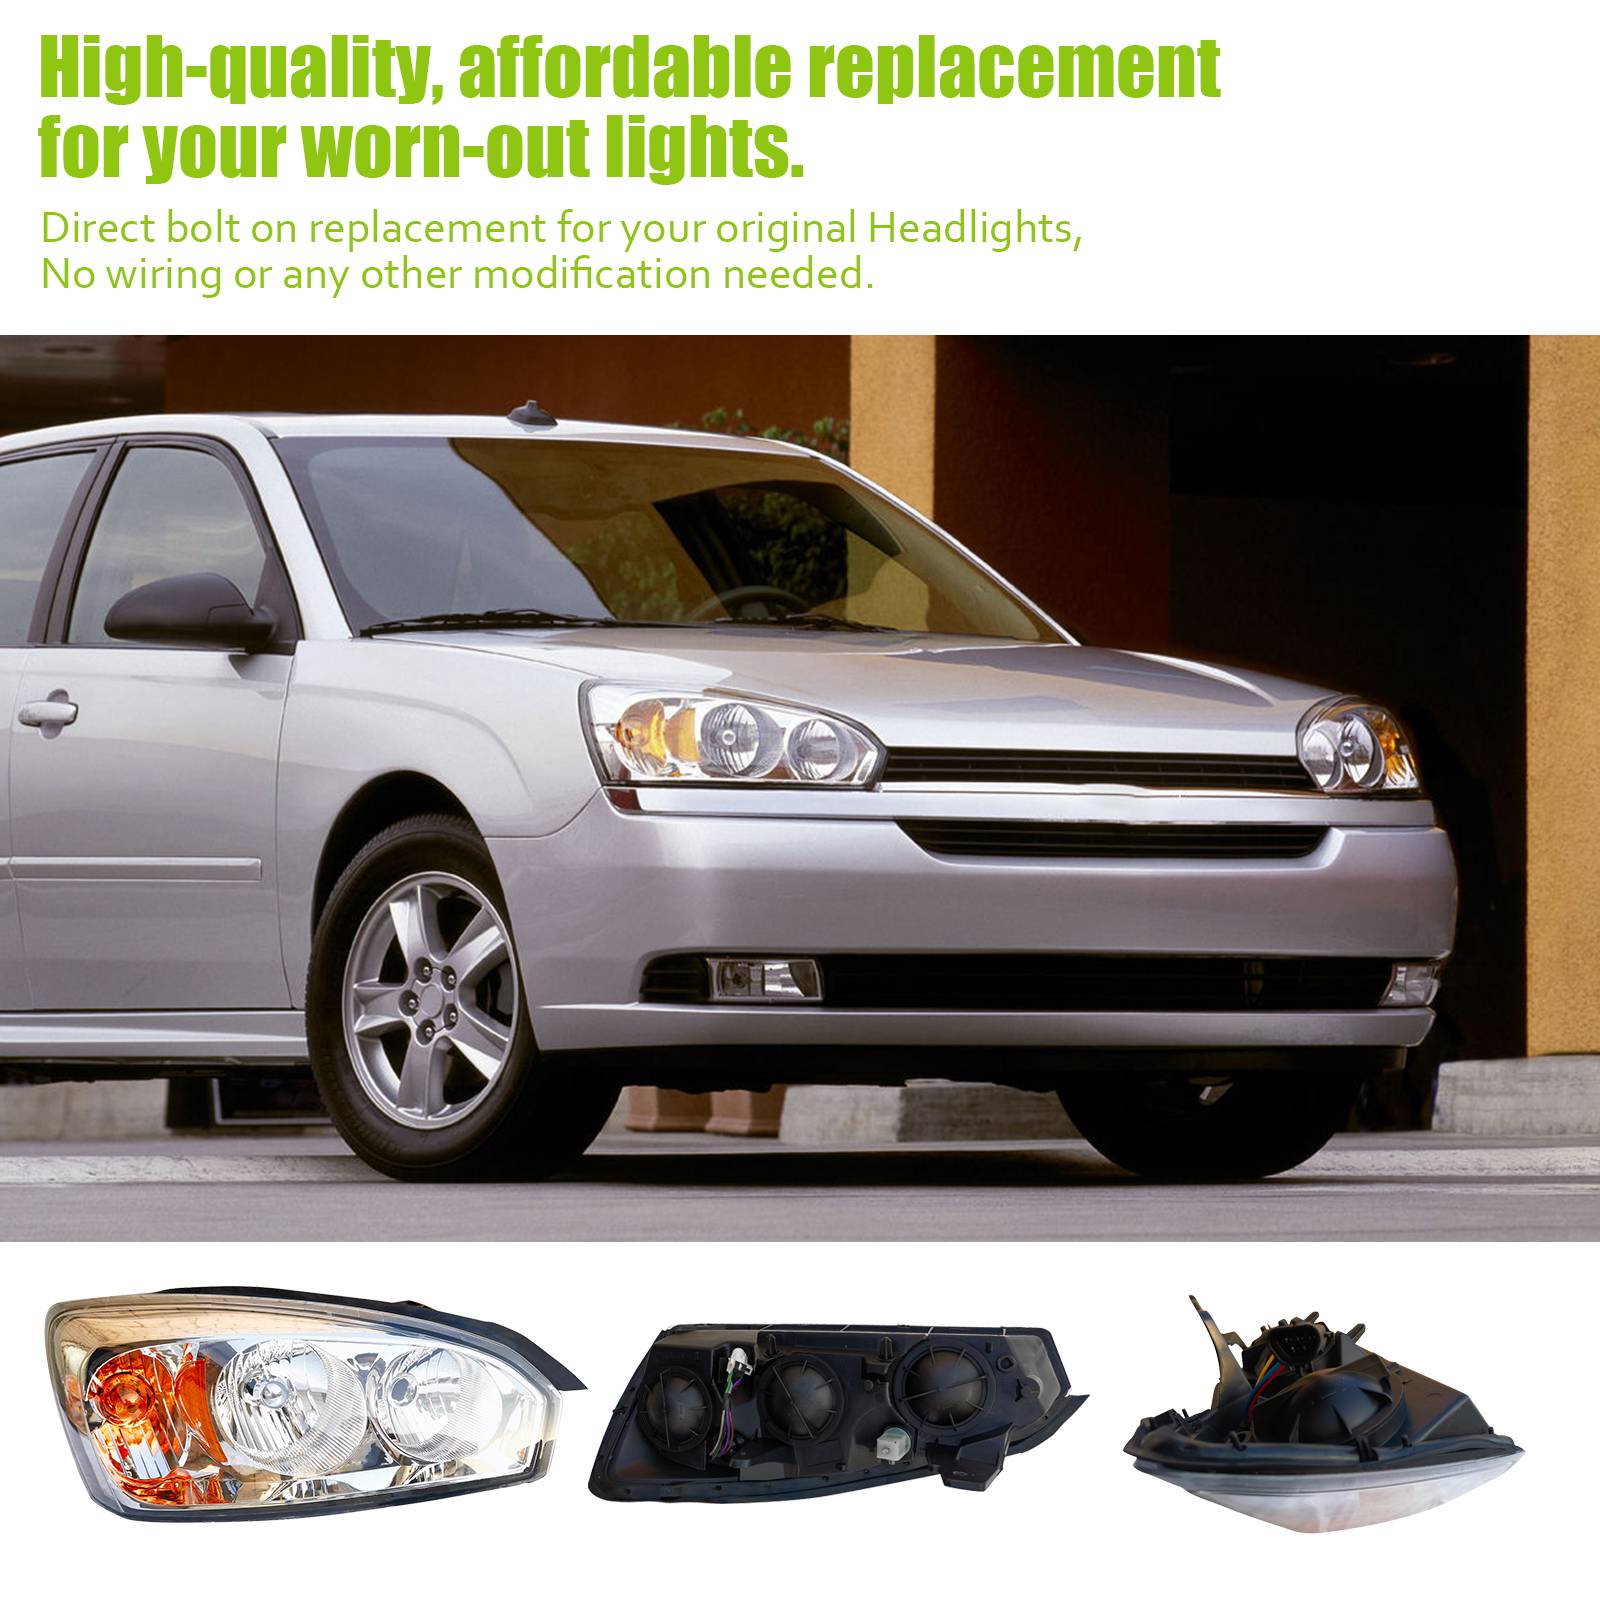 High-quality, affordable replacement
for your worn-out lights.
Direct bolt on replacement for your original Headlights,
No wiring or any other modification needed.